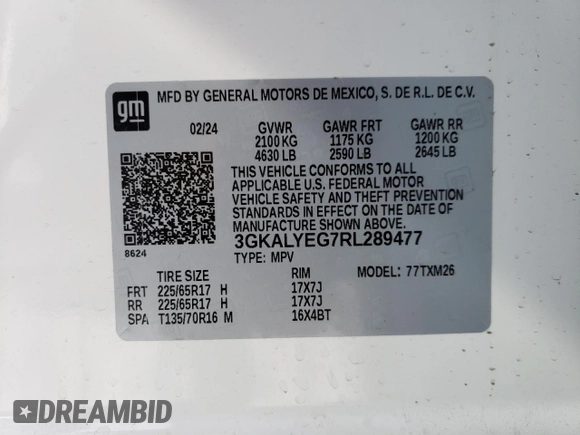 gm
MFD BY GENERAL MOTORS DE MEXICO, S. DE R.L. DE C.V.
02/24 GVWR GAWR FRT GAWR RR
2100 KG 1175 KG 1200 KG
4630 LB 2590 LB 2645 LB
THIS VEHICLE CONFORMS TO ALL
APPLICABLE U.S. FEDERAL MOTOR
VEHICLE SAFETY AND THEFT PREVENTION
STANDARDS IN EFFECT ON THE DATE OF
MANUFACTURE SHOWN ABOVE.
8624
3GKALYEG7RL289477
TYPE: MPV
TIRE SIZE RIM MODEL: 77TXM26
FRT 225/65R17 H 17X7J
RR 225/65R17 H 17X7J
SPA T135/70R16 M 16X4BT
DREAMBID